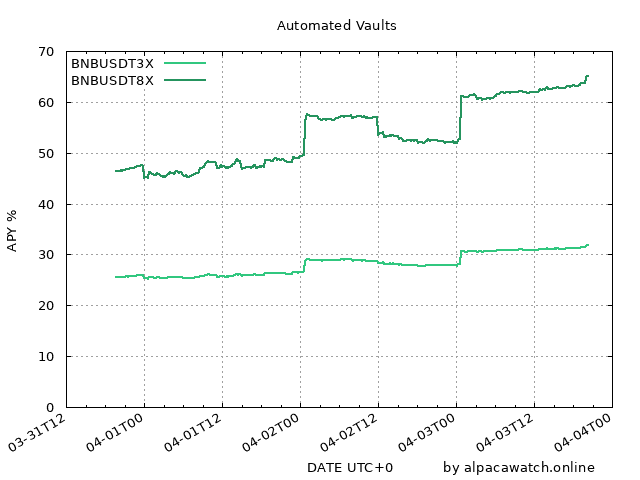 Automated Vaults
BNBUSDT3X
BNBUSDT8X
APY %
70
60
50
40
30
20
10
0
03-31T12
04-01T00
04-01T12
04-02T00
04-02T12
04-03T00
04-03T12
04-04T00
DATE UTC+0
by alpacawatch.online